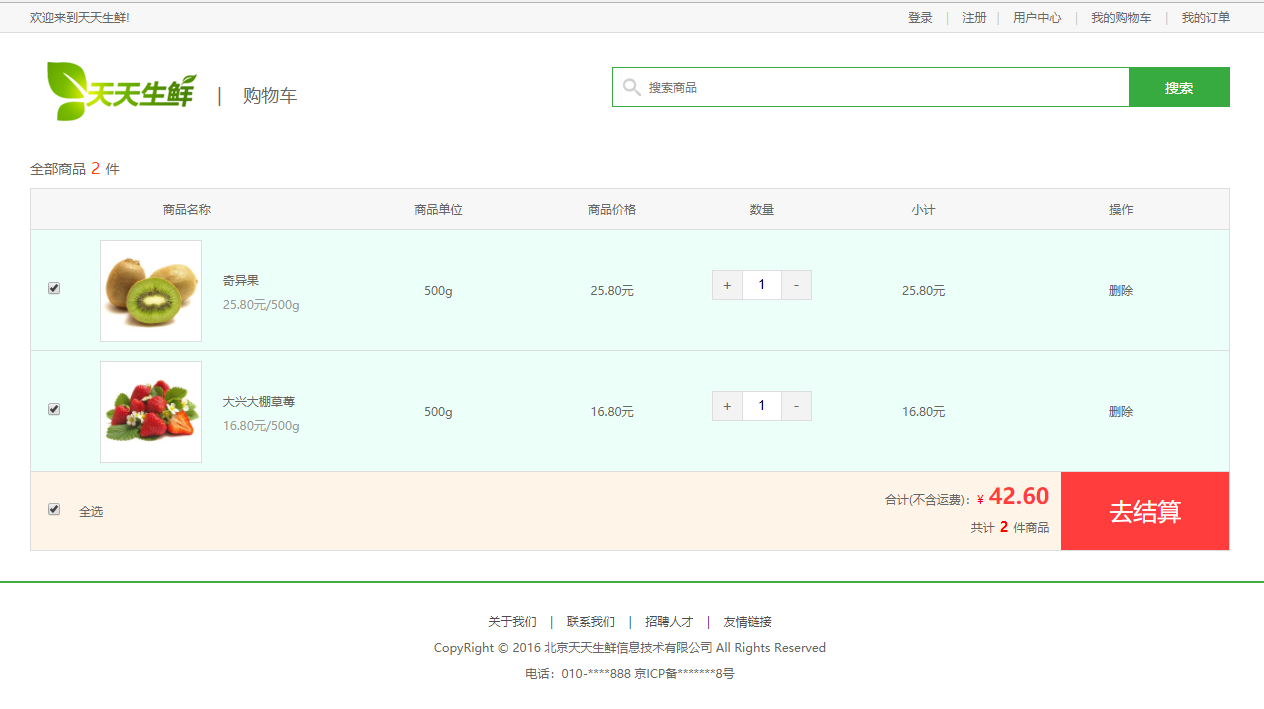 欢迎来到天天生鲜!
登录 | 注册 | 用户中心 | 我的购物车 | 我的订单
天天生鲜 | 购物车
搜索商品 搜索
全部商品 2 件
商品名称 商品单位 商品价格 数量 小计 操作
奇异果
25.80元/500g
500g 25.80元 + 1 - 25.80元 删除
大兴大棚草莓
16.80元/500g
500g 16.80元 + 1 - 16.80元 删除
全选
合计(不含运费): ¥ 42.60
共计 2 件商品
去结算
关于我们 | 联系我们 | 招聘人才 | 友情链接
CopyRight © 2016 北京天天生鲜信息技术有限公司 All Rights Reserved
电话：010-****888 京ICP备*******8号